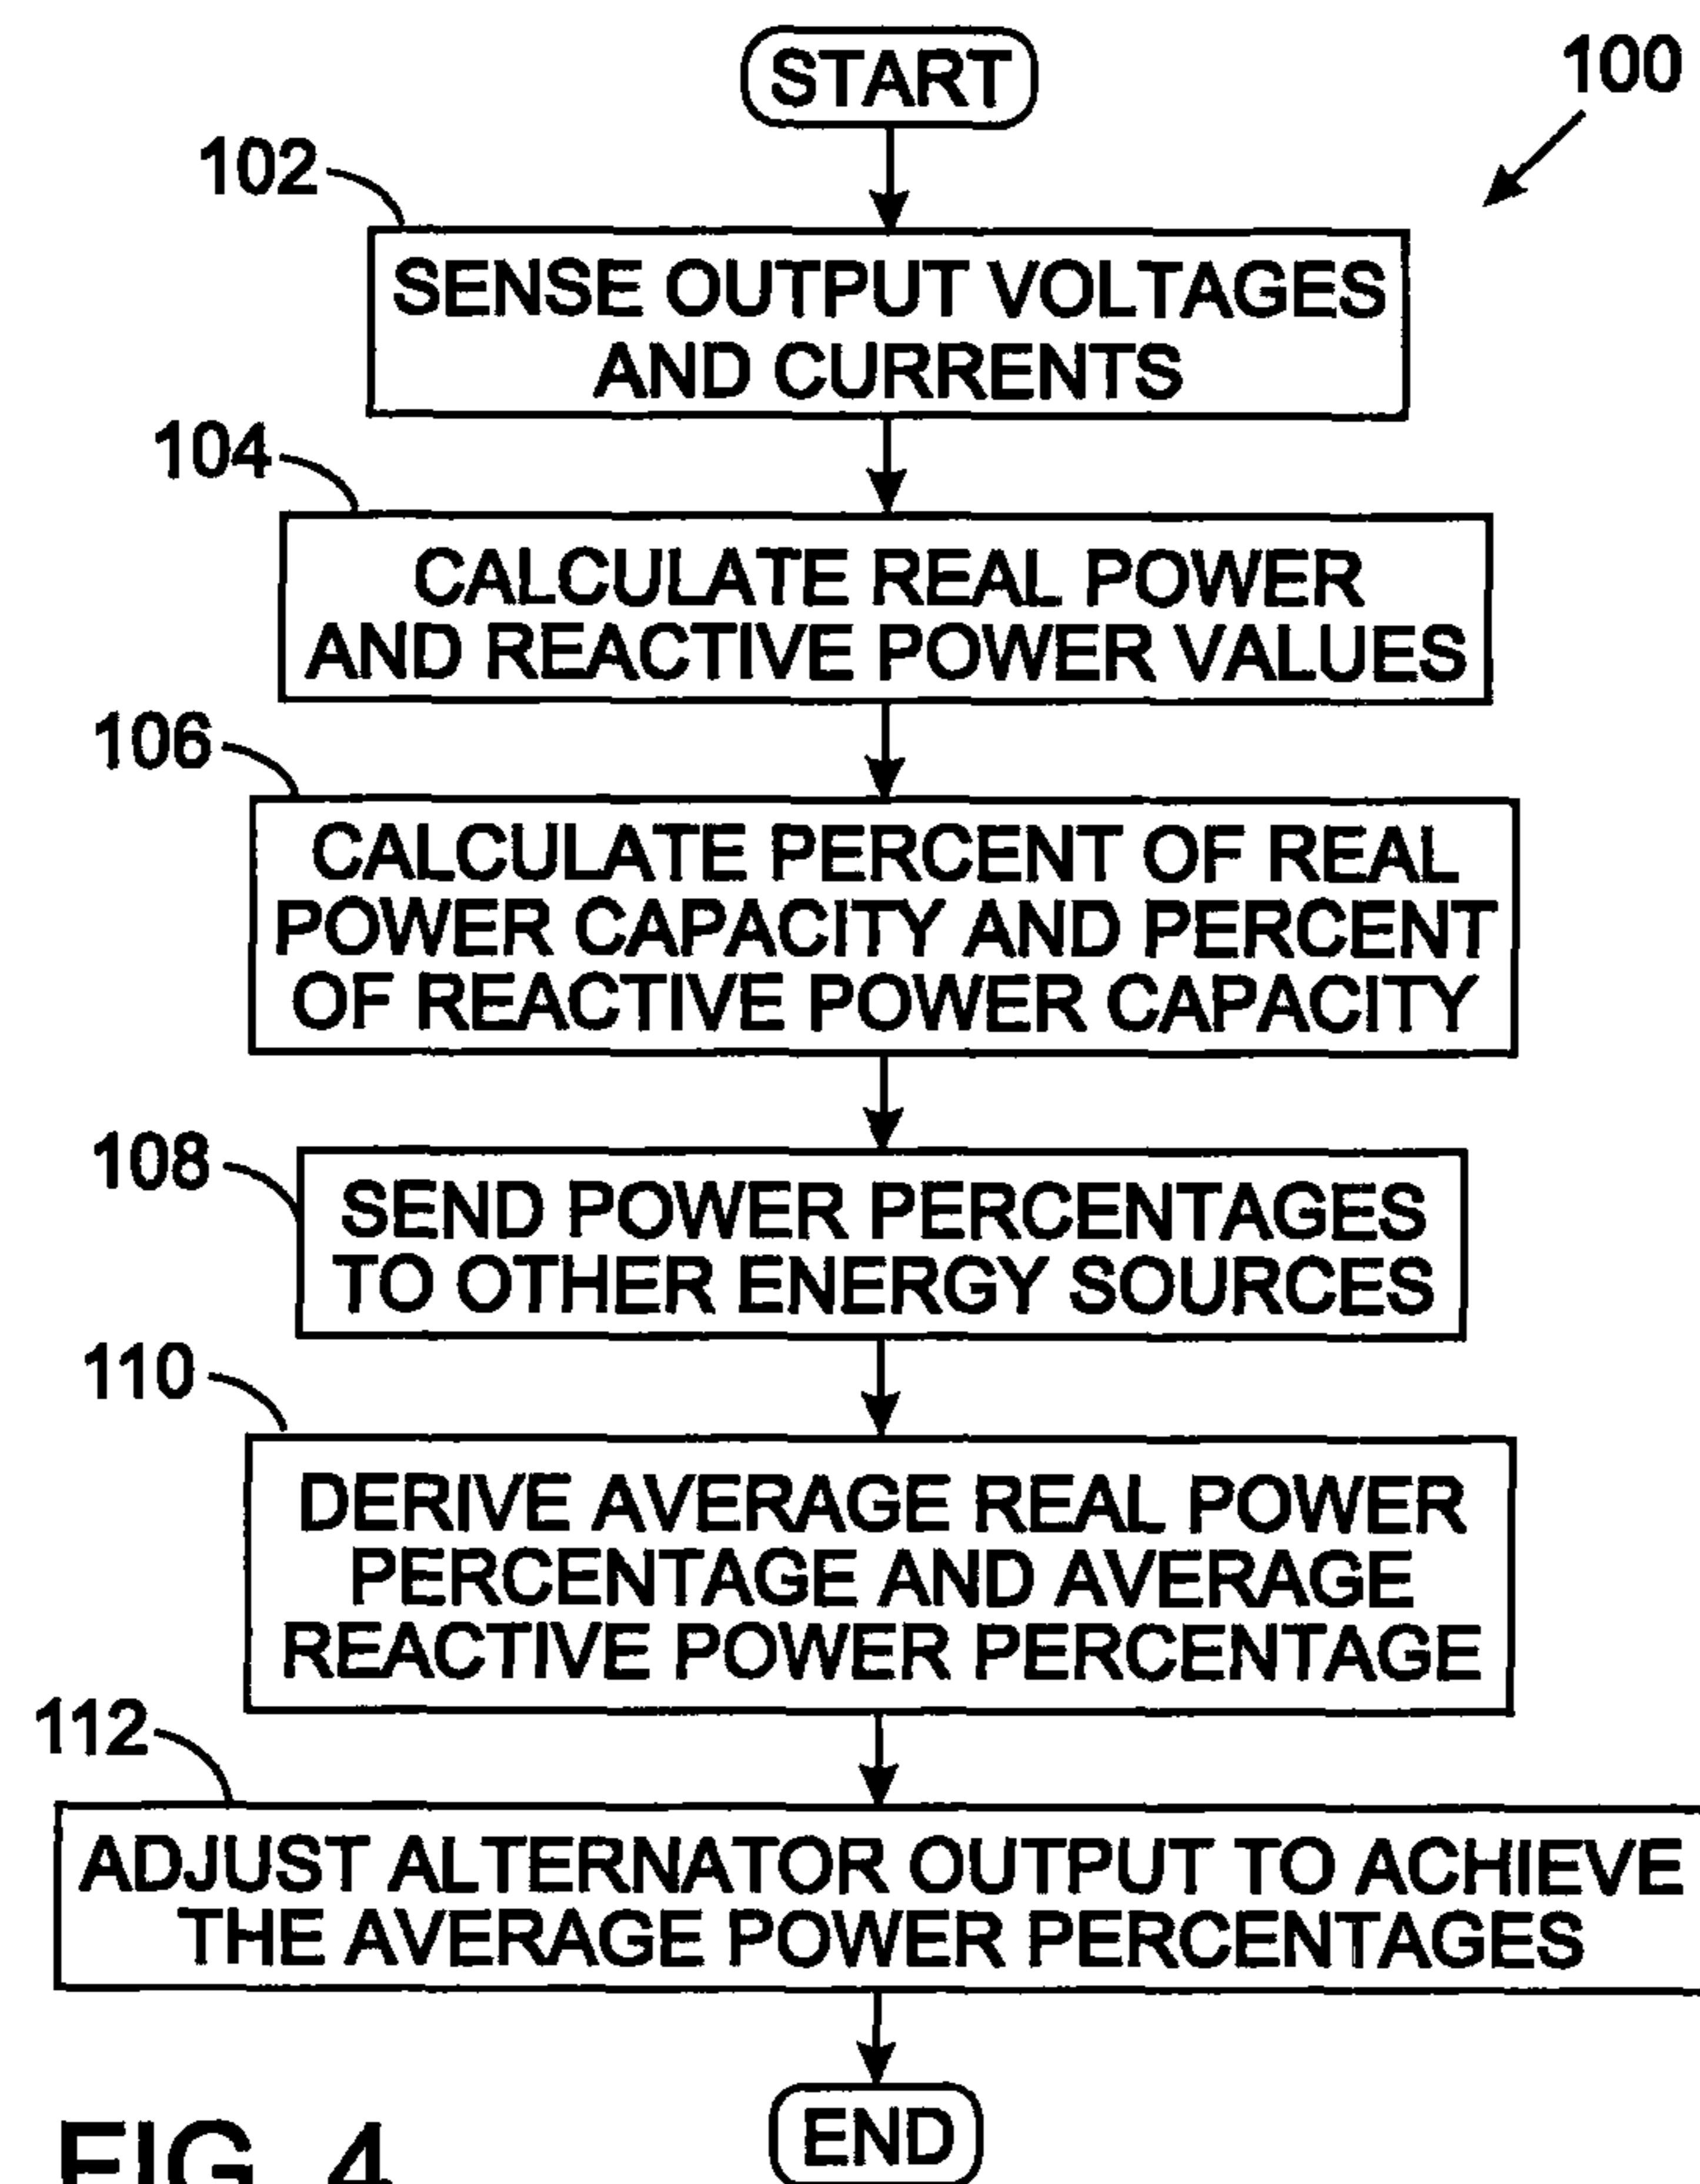 START
100
102
SENSE OUTPUT VOLTAGES
AND CURRENTS
104
CALCULATE REAL POWER
AND REACTIVE POWER VALUES
106
CALCULATE PERCENT OF REAL
POWER CAPACITY AND PERCENT
OF REACTIVE POWER CAPACITY
108
SEND POWER PERCENTAGES
TO OTHER ENERGY SOURCES
110
DERIVE AVERAGE REAL POWER
PERCENTAGE AND AVERAGE
REACTIVE POWER PERCENTAGE
112
ADJUST ALTERNATOR OUTPUT TO ACHIEVE
THE AVERAGE POWER PERCENTAGES
END
FIG. 4